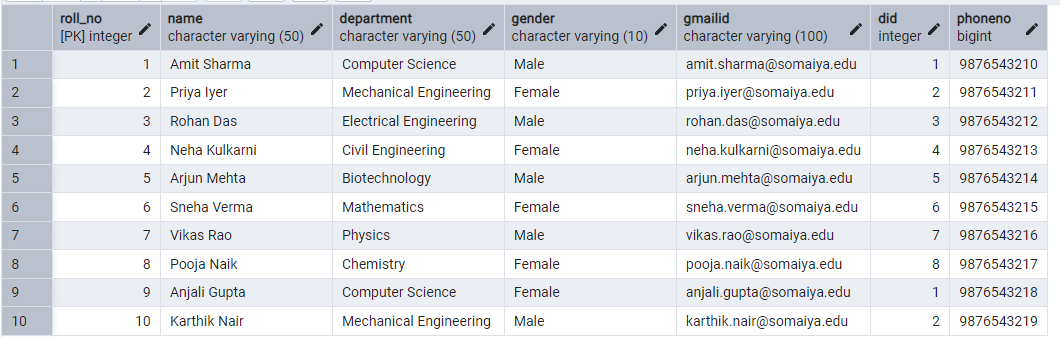 roll_no name department gender gmailid did phoneno
[PK] integer character varying (50) character varying (50) character varying (10) character varying (100) integer bigint
1 1 Amit Sharma Computer Science Male amit.sharma@somaiya.edu 1 9876543210
2 2 Priya Iyer Mechanical Engineering Female priya.iyer@somaiya.edu 2 9876543211
3 3 Rohan Das Electrical Engineering Male rohan.das@somaiya.edu 3 9876543212
4 4 Neha Kulkarni Civil Engineering Female neha.kulkarni@somaiya.edu 4 9876543213
5 5 Arjun Mehta Biotechnology Male arjun.mehta@somaiya.edu 5 9876543214
6 6 Sneha Verma Mathematics Female sneha.verma@somaiya.edu 6 9876543215
7 7 Vikas Rao Physics Male vikas.rao@somaiya.edu 7 9876543216
8 8 Pooja Naik Chemistry Female pooja.naik@somaiya.edu 8 9876543217
9 9 Anjali Gupta Computer Science Female anjali.gupta@somaiya.edu 1 9876543218
10 10 Karthik Nair Mechanical Engineering Male karthik.nair@somaiya.edu 2 9876543219